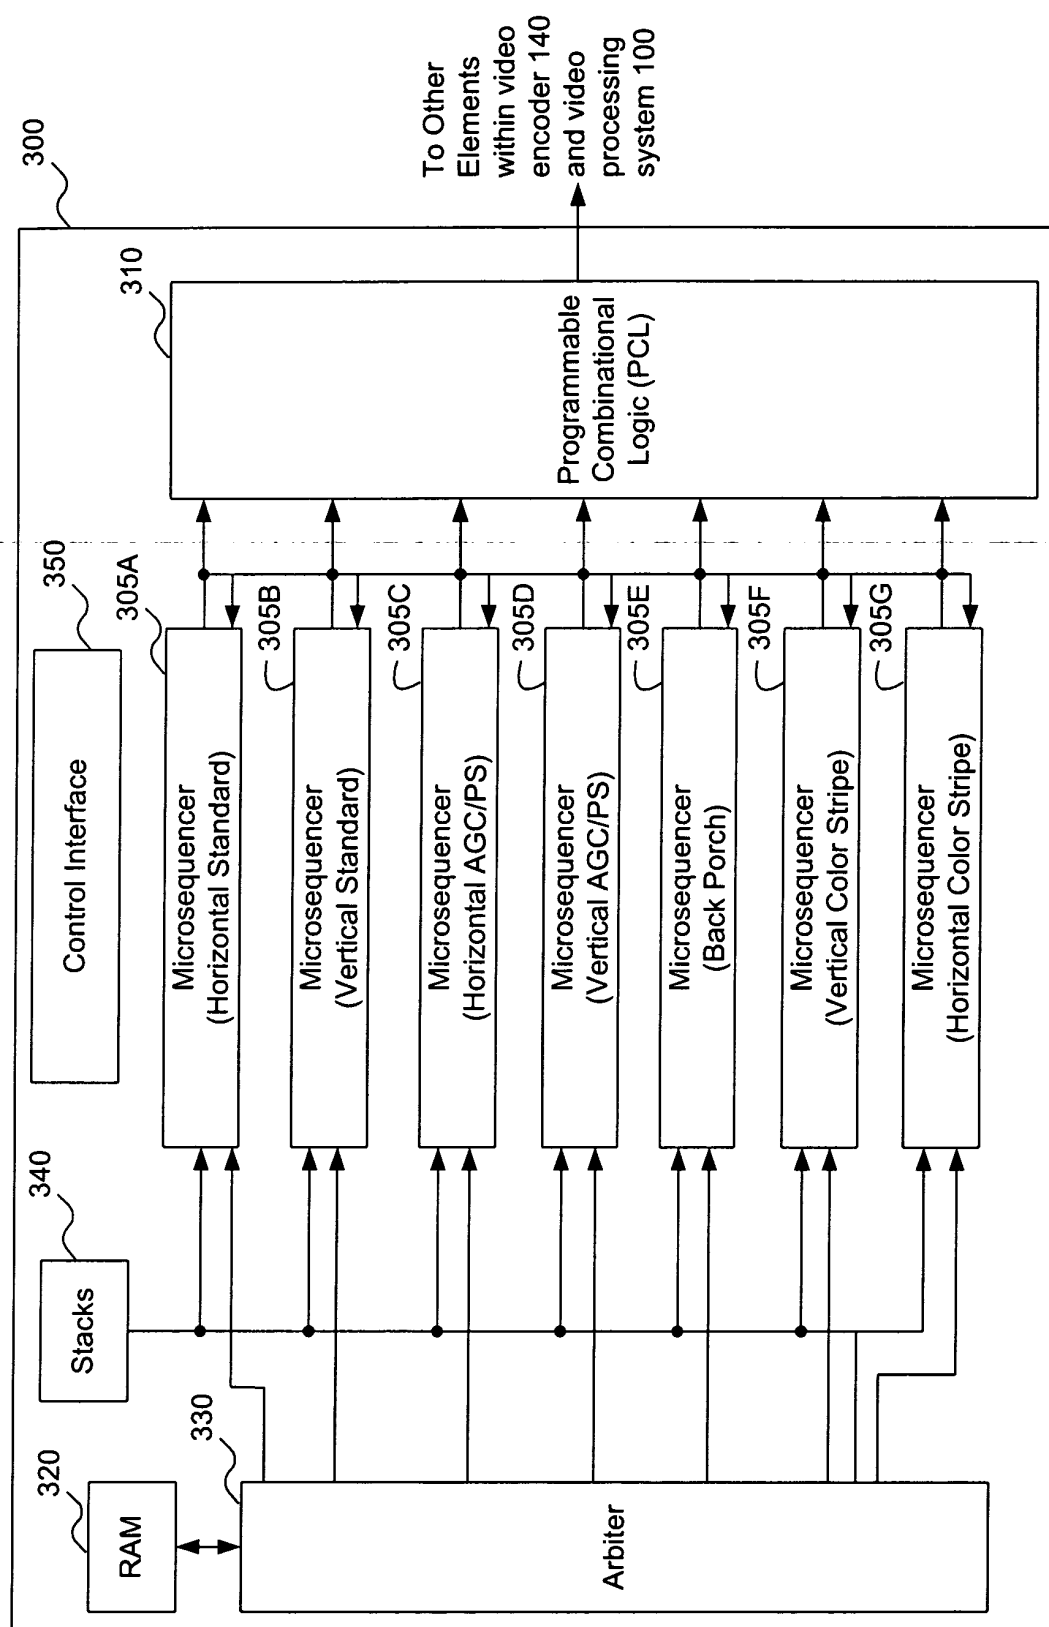 300
310
350
305A
305B
305C
305D
305E
305F
305G
340
330
320
Control Interface
Stacks
RAM
Arbiter
Microsequencer
(Horizontal Standard)
Microsequencer
(Vertical Standard)
Microsequencer
(Horizontal AGC/PS)
Microsequencer
(Vertical AGC/PS)
Microsequencer
(Back Porch)
Microsequencer
(Vertical Color Stripe)
Microsequencer
(Horizontal Color Stripe)
Programmable
Combinational
Logic (PCL)
To Other
Elements
within video
encoder 140
and video
processing
system 100